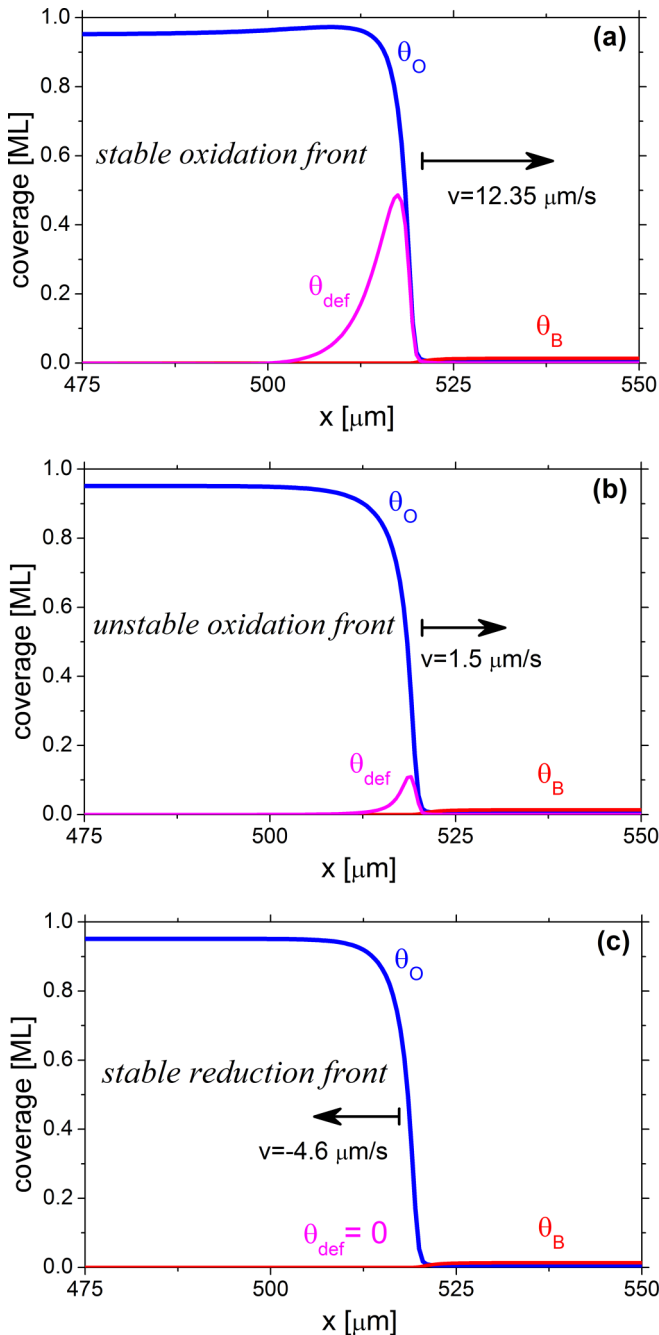 (a)
1.0
0.8
0.6
0.4
0.2
0.0
coverage [ML]
θO
stable oxidation front
v=12.35 μm/s
θdef
θB
475 500 525 550
x [μm]
(b)
1.0
0.8
0.6
0.4
0.2
0.0
coverage [ML]
θO
unstable oxidation front
v=1.5 μm/s
θdef
θB
475 500 525 550
x [μm]
(c)
1.0
0.8
0.6
0.4
0.2
0.0
coverage [ML]
θO
stable reduction front
v=-4.6 μm/s
θdef= 0
θB
475 500 525 550
x [μm]